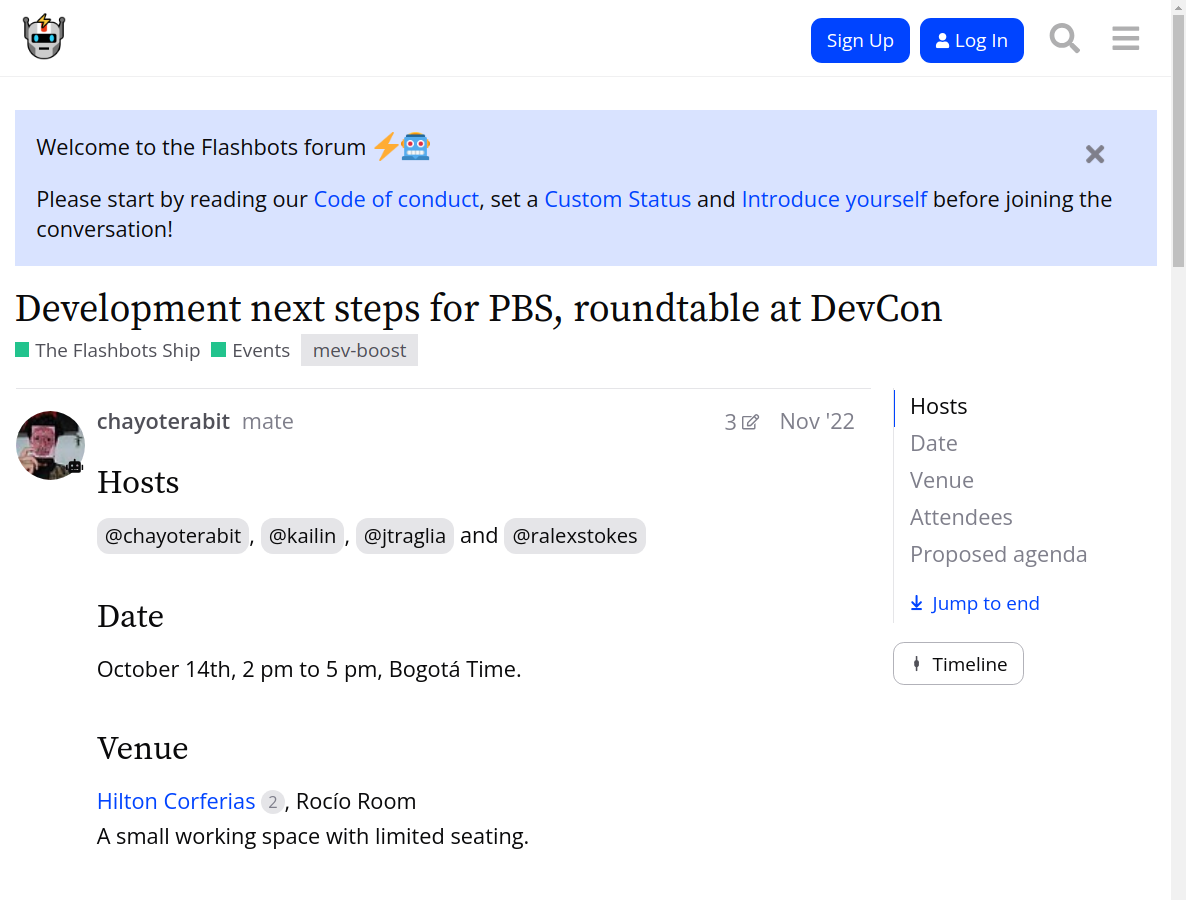 Sign Up
Log In
Welcome to the Flashbots forum
Please start by reading our Code of conduct, set a Custom Status and Introduce yourself before joining the
conversation!
Development next steps for PBS, roundtable at DevCon
The Flashbots Ship Events mev-boost
chayoterabit mate 3 Nov '22
Hosts
@chayoterabit, @kailin, @jtraglia and @ralexstokes
Date
October 14th, 2 pm to 5 pm, Bogotá Time.
Venue
Hilton Corferias 2, Rocío Room
A small working space with limited seating.
Hosts
Date
Venue
Attendees
Proposed agenda
Jump to end
Timeline